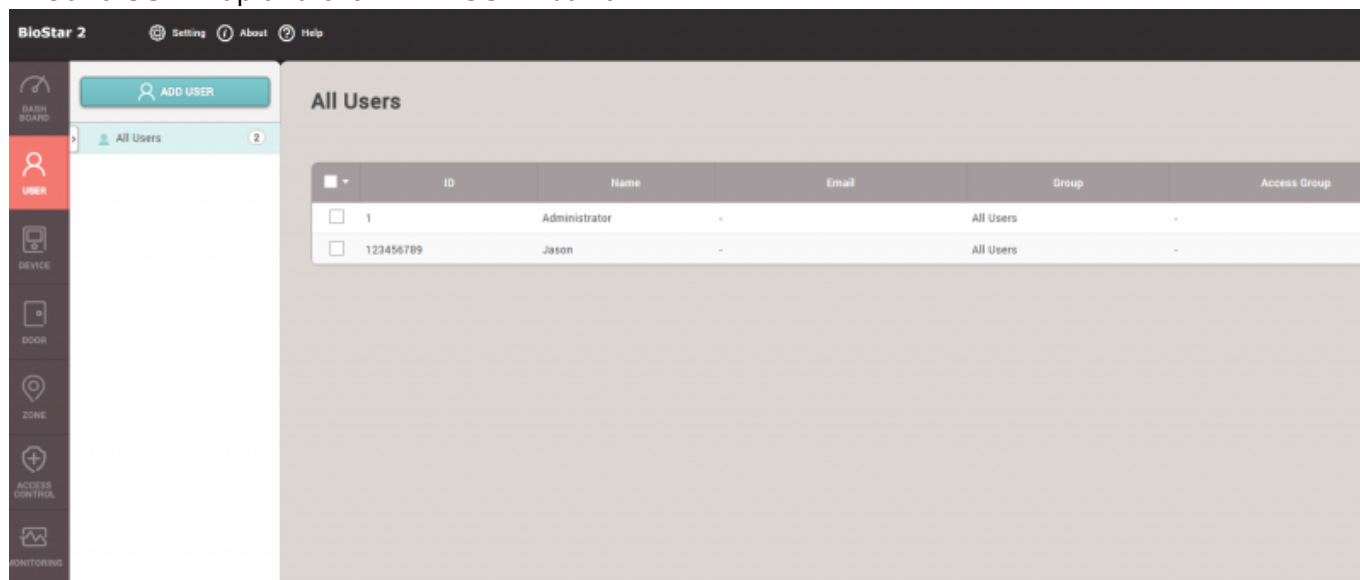 BioStar 2 Setting About Help
DASH
BOARD
USER
DEVICE
DOOR
ZONE
ACCESS
CONTROL
MONITORING
ADD USER
All Users 2
All Users
ID Name Email Group Access Group
1 Administrator - All Users -
123456789 Jason - All Users -